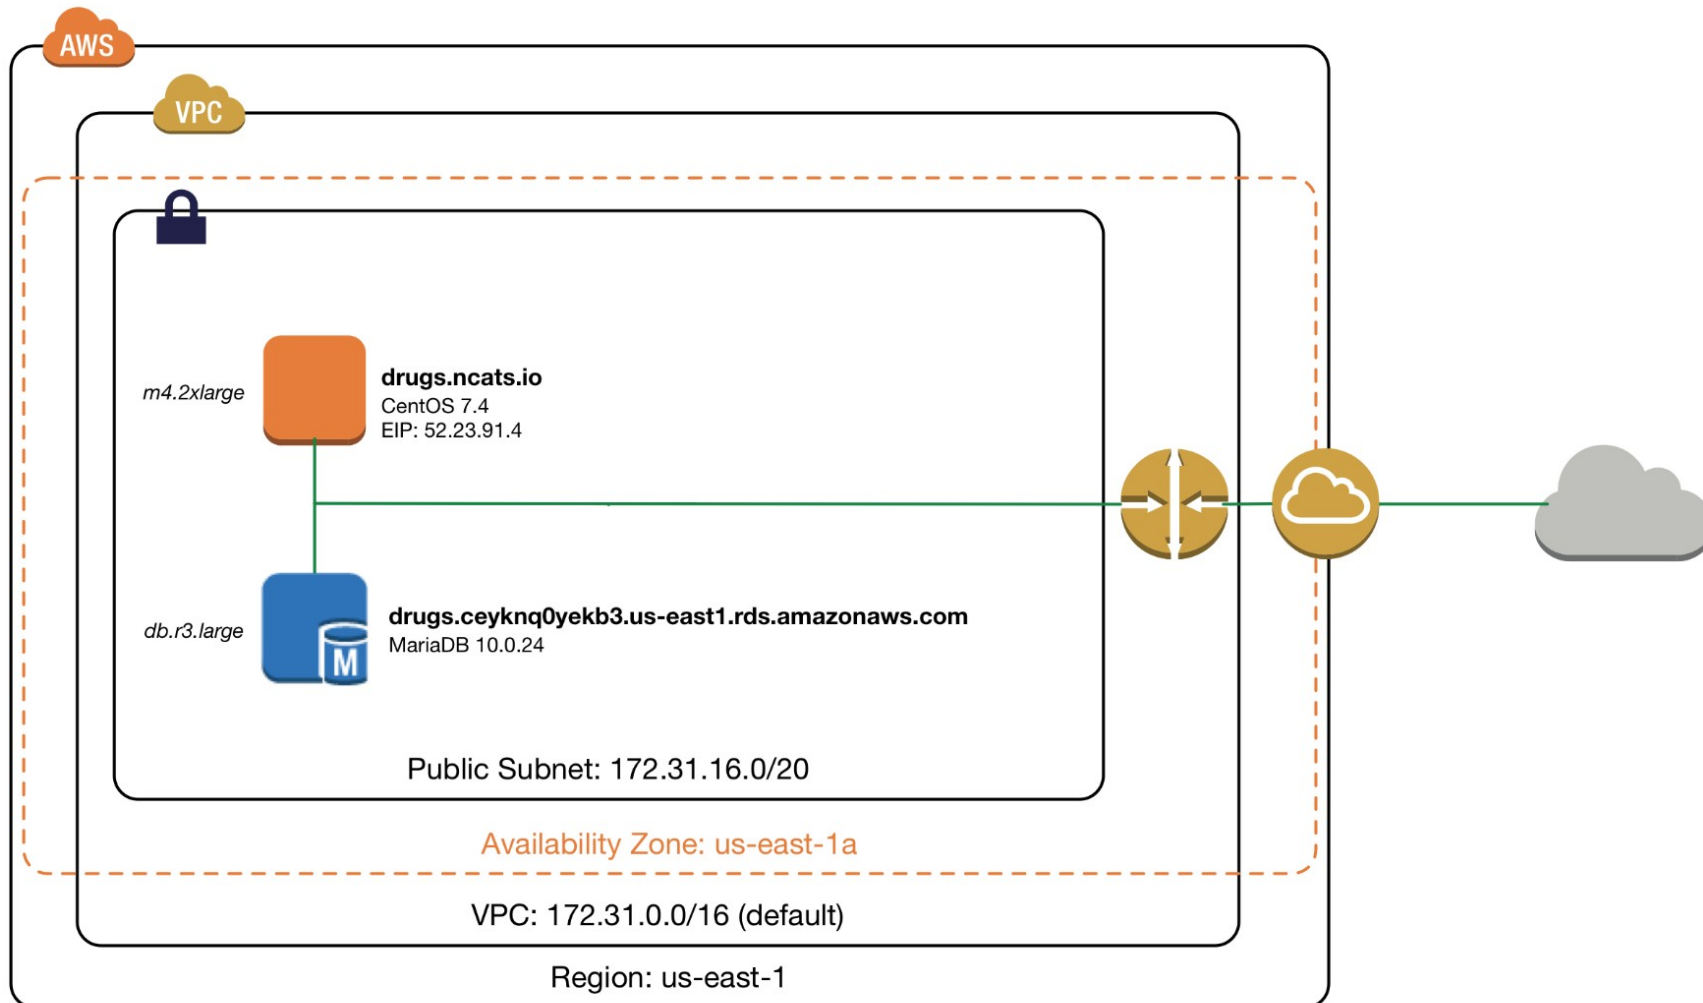 AWS
VPC
m4.2xlarge
drugs.ncats.io
CentOS 7.4
EIP: 52.23.91.4
db.r3.large
drugs.ceyknq0yekb3.us-east1.rds.amazonaws.com
MariaDB 10.0.24
M
Public Subnet: 172.31.16.0/20
Availability Zone: us-east-1a
VPC: 172.31.0.0/16 (default)
Region: us-east-1